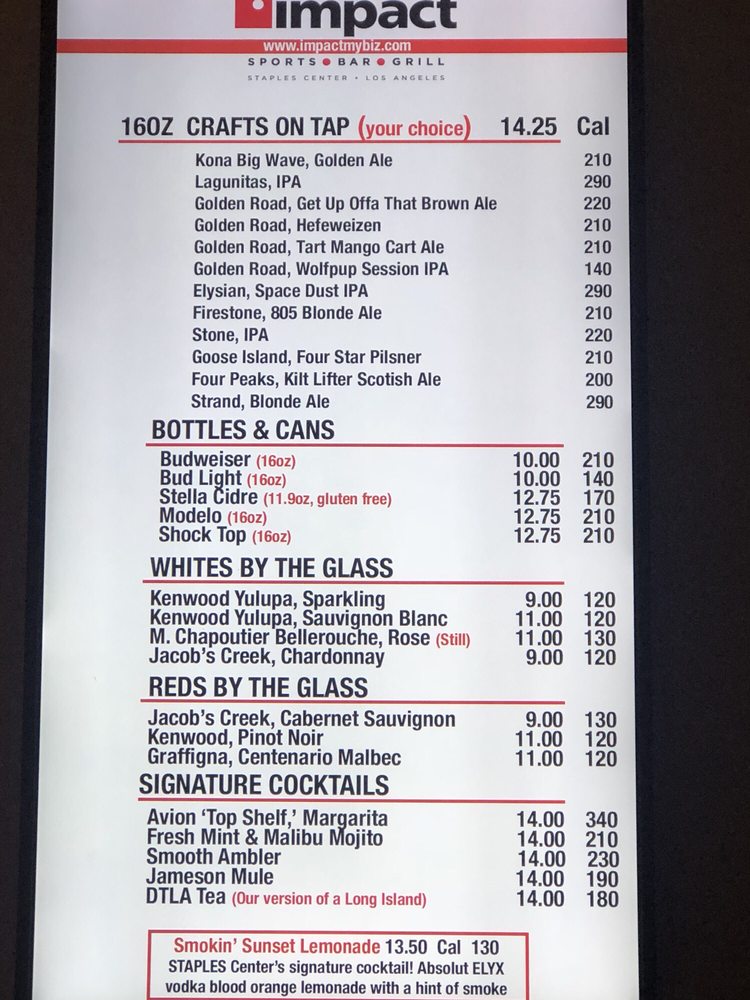 impact
www.impactmybiz.com
SPORTS • BAR • GRILL
STAPLES CENTER • LOS ANGELES
16OZ CRAFTS ON TAP (your choice) 14.25 Cal
Kona Big Wave, Golden Ale 210
Lagunitas, IPA 290
Golden Road, Get Up Offa That Brown Ale 220
Golden Road, Hefeweizen 210
Golden Road, Tart Mango Cart Ale 210
Golden Road, Wolfpup Session IPA 140
Elysian, Space Dust IPA 290
Firestone, 805 Blonde Ale 210
Stone, IPA 220
Goose Island, Four Star Pilsner 210
Four Peaks, Kilt Lifter Scotish Ale 200
Strand, Blonde Ale 290
BOTTLES & CANS
Budweiser (16oz) 10.00 210
Bud Light (16oz) 10.00 140
Stella Cidre (11.9oz, gluten free) 12.75 170
Modelo (16oz) 12.75 210
Shock Top (16oz) 12.75 210
WHITES BY THE GLASS
Kenwood Yulupa, Sparkling 9.00 120
Kenwood Yulupa, Sauvignon Blanc 11.00 120
M. Chapoutier Bellerouche, Rose (Still) 11.00 130
Jacob's Creek, Chardonnay 9.00 120
REDS BY THE GLASS
Jacob's Creek, Cabernet Sauvignon 9.00 130
Kenwood, Pinot Noir 11.00 120
Graffigna, Centenario Malbec 11.00 120
SIGNATURE COCKTAILS
Avion 'Top Shelf,' Margarita 14.00 340
Fresh Mint & Malibu Mojito 14.00 210
Smooth Ambler 14.00 230
Jameson Mule 14.00 190
DTLA Tea (Our version of a Long Island) 14.00 180
Smokin' Sunset Lemonade 13.50 Cal 130
STAPLES Center's signature cocktail! Absolut ELYX
vodka blood orange lemonade with a hint of smoke